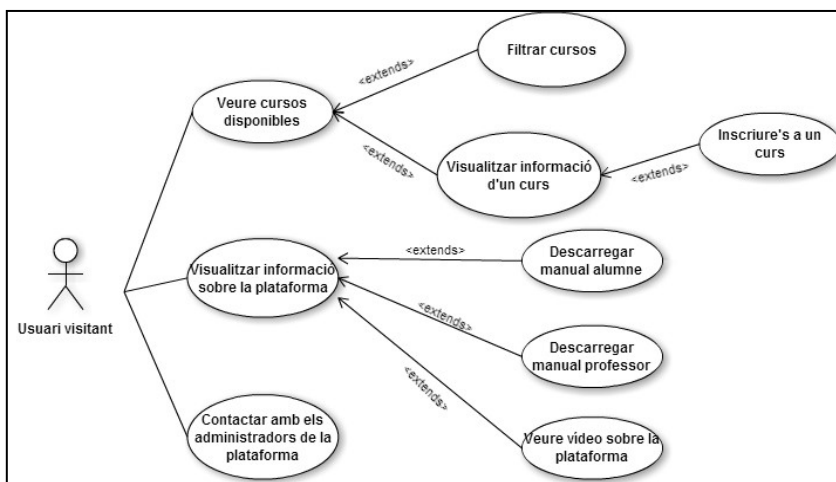 Filtrar cursos
<extends>
Veure cursos
disponibles
<extends>
Visualitzar informació
d'un curs
<extends>
Inscriure's a un
curs
Usuari visitant
Visualitzar informació
sobre la plataforma
<extends>
Descarregar
manual alumne
<extends>
Descarregar
manual professor
<extends>
Veure vídeo sobre la
plataforma
Contactar amb els
administradors de la
plataforma